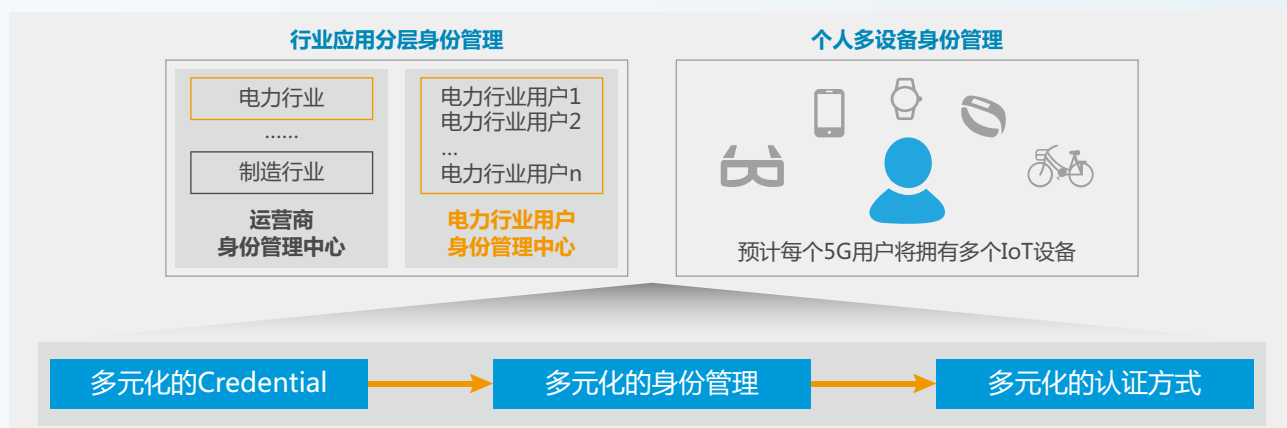 行业应用分层身份管理
电力行业
......
制造行业
运营商
身份管理中心
电力行业用户1
电力行业用户2
...
电力行业用户n
电力行业用户
身份管理中心
个人多设备身份管理
预计每个5G用户将拥有多个IoT设备
多元化的Credential
多元化的身份管理
多元化的认证方式